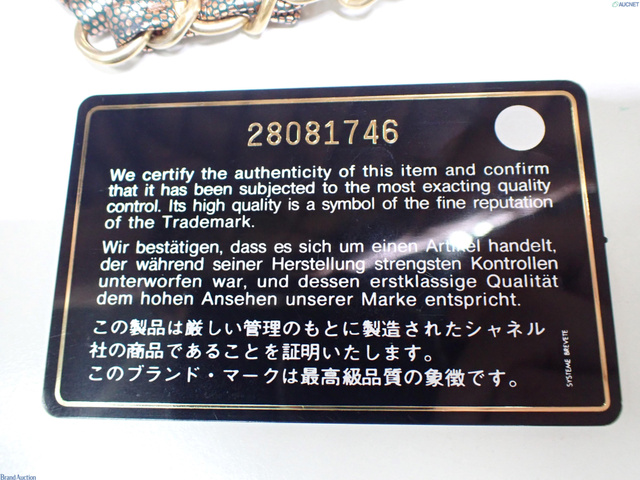 AUCNET
28081746
We certify the authenticity of this item and confirm
that it has been subjected to the most exacting quality
control. Its high quality is a symbol of the fine reputation
of the Trademark.
Wir bestätigen, dass es sich um einen Artikel handelt,
der während seiner Herstellung strengsten Kontrollen
unterworfen war, und dessen erstklassige Qualität
dem hohen Ansehen unserer Marke entspricht.
この製品は厳しい管理のもとに製造されたシャネル
社の商品であることを証明いたします。
このブランド・マークは最高級品質の象徴です。
SYSTEME BREVETE
BrandAuction